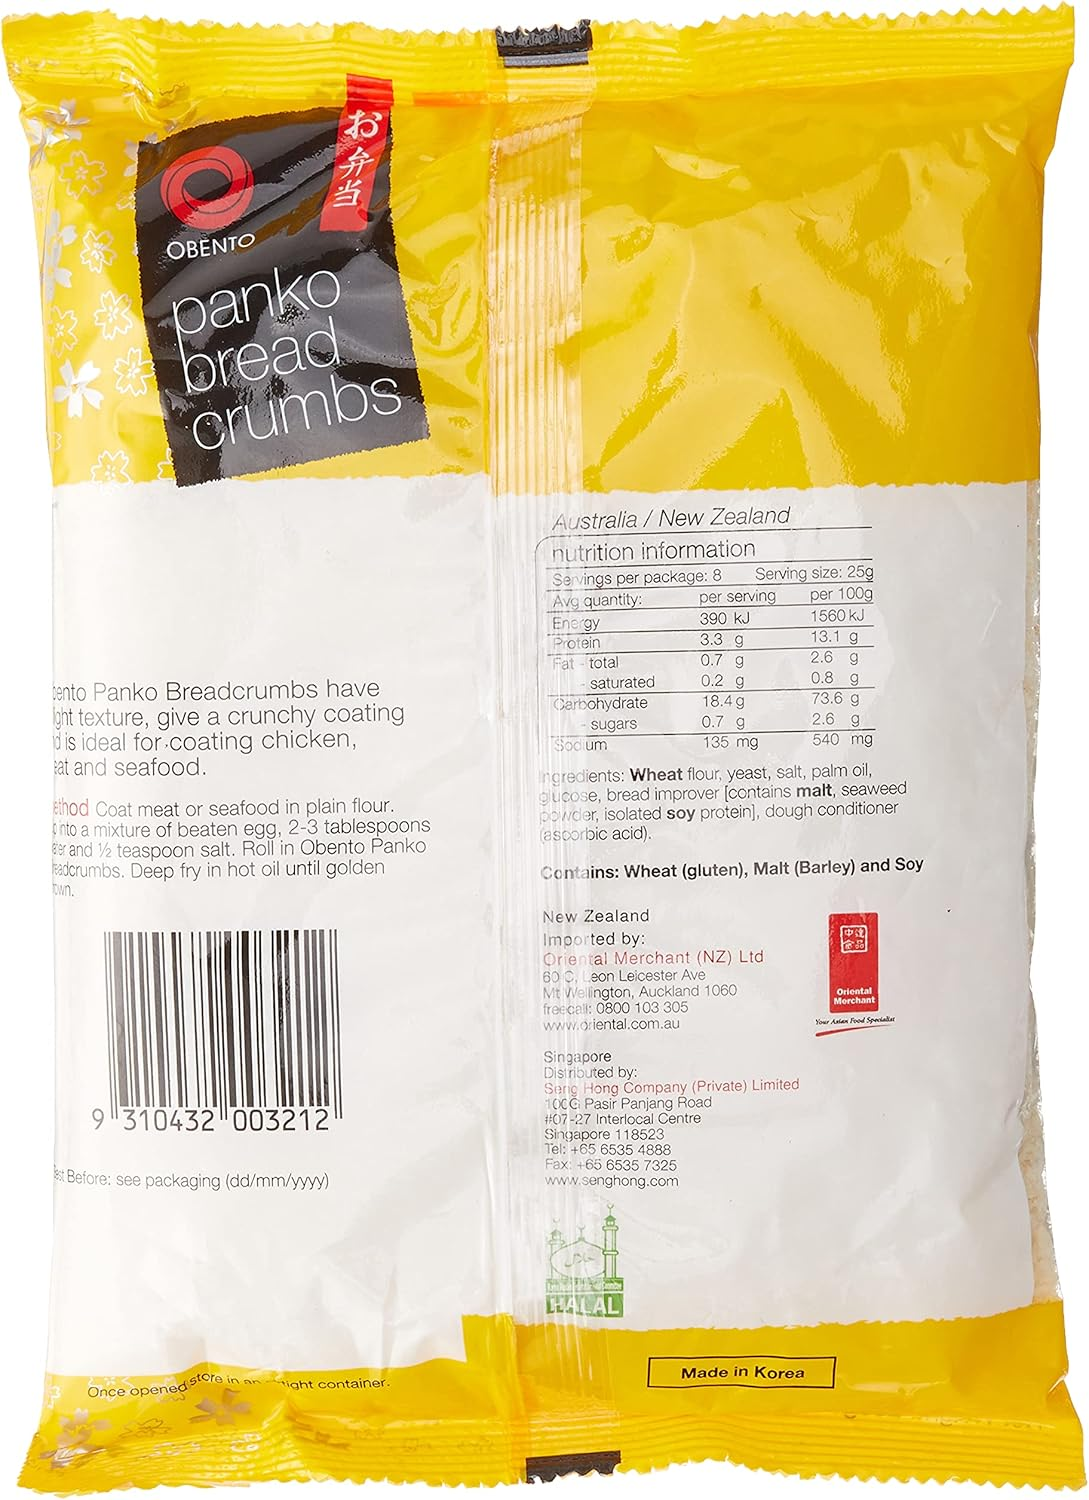 お弁当
OBENTO
panko
bread
crumbs
Panko Breadcrumbs have
texture, give a crunchy coating
is ideal for coating chicken,
and seafood.
Coat meat or seafood in plain flour.
into a mixture of beaten egg, 2-3 tablespoons
and ½ teaspoon salt. Roll in Obento Panko
Deep fry in hot oil until golden
9 310432 003212
Before: see packaging (dd/mm/yyyy)
Once opened store in an container.
Australia / New Zealand
nutrition information
Servings per package: 8 Serving size: 25g
Avg quantity: per serving per 100g
Energy 390 kJ 1560 kJ
Protein 3.3 g 13.1 g
Fat - total 0.7 g 2.6 g
- saturated 0.2 g 0.8 g
Carbohydrate 18.4 g 73.6 g
- sugars 0.7 g 2.6 g
Sodium 135 mg 540 mg
Ingredients: Wheat flour, yeast, salt, palm oil,
glucose, bread improver [contains malt, seaweed
powder, isolated soy protein], dough conditioner
(ascorbic acid).
Contains: Wheat (gluten), Malt (Barley) and Soy
New Zealand
Imported by:
Oriental Merchant (NZ) Ltd
60 C, Leon Leicester Ave
Mt Wellington, Auckland 1060
freecall: 0800 103 305
www.oriental.com.au
Oriental
Merchant
Your Asian Food Specialist
Singapore
Distributed by:
Seng Hong Company (Private) Limited
100G Pasir Panjang Road
#07-27 Interlocal Centre
Singapore 118523
Tel: +65 6535 4888
Fax: +65 6535 7325
www.senghong.com
HALAL
Made in Korea